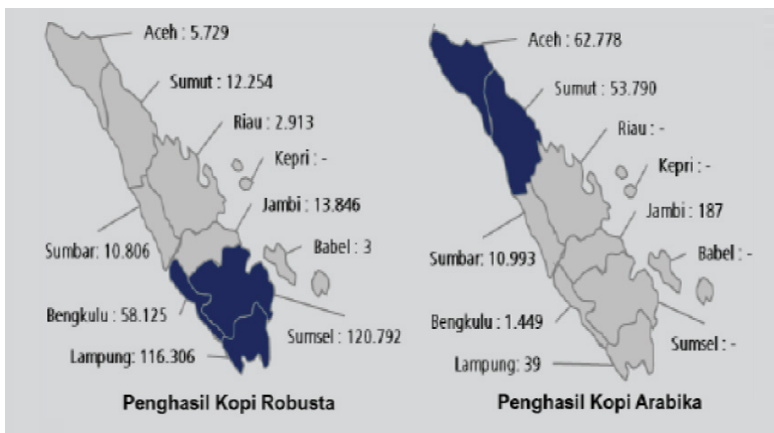 Aceh : 5.729
Sumut : 12.254
Riau : 2.913
Kepri : -
Jambi : 13.846
Babel : 3
Sumbar: 10.806
Bengkulu : 58.125
Sumsel : 120.792
Lampung: 116.306
Penghasil Kopi Robusta
Aceh : 62.778
Sumut : 53.790
Riau : -
Kepri : -
Jambi : 187
Babel : -
Sumbar: 10.993
Bengkulu : 1.449
Sumsel : -
Lampung: 39
Penghasil Kopi Arabika